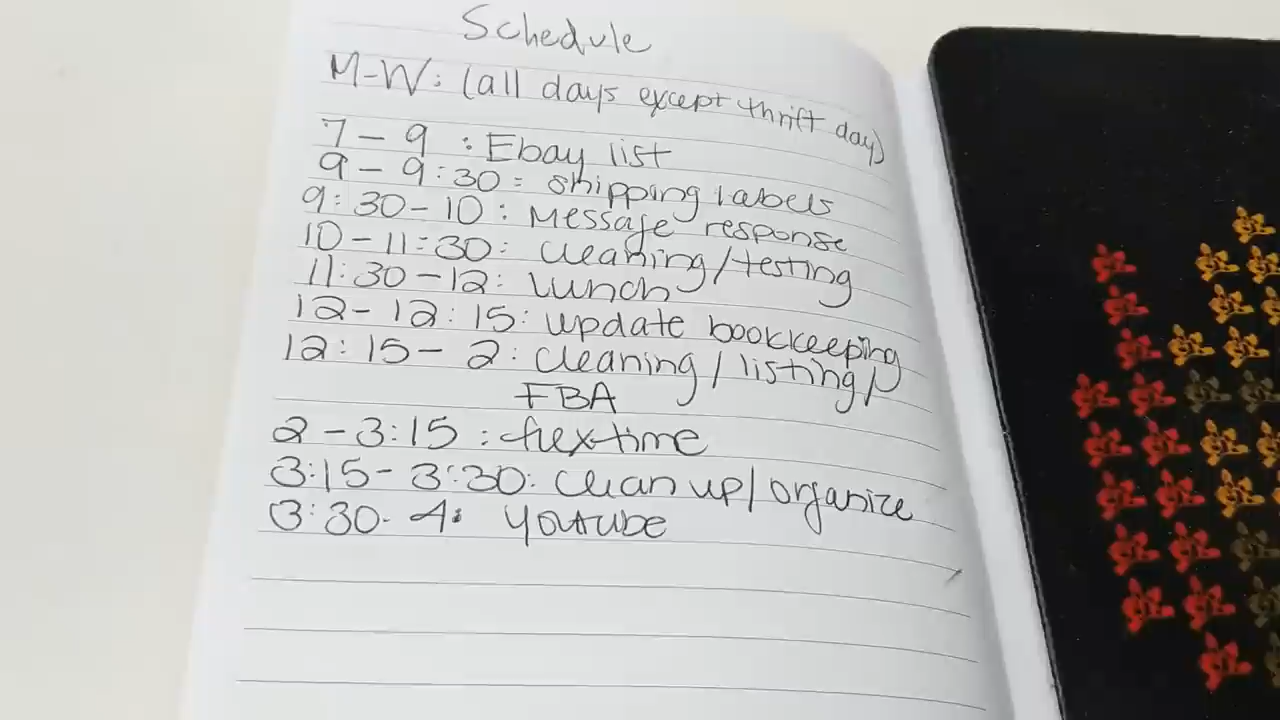 Schedule
M-W: (all days except thrift day)
7 - 9 : Ebay list
9 - 9:30 = shipping labels
9:30 - 10 : Message response
10 - 11:30 : cleaning/testing
11:30 - 12 : Lunch
12 - 12:15 : update bookkeeping
12:15 - 2 : cleaning/listing/
FBA
2 - 3:15 : flex time
3:15 - 3:30 : clean up/organize
3:30 - 4 : Youtube